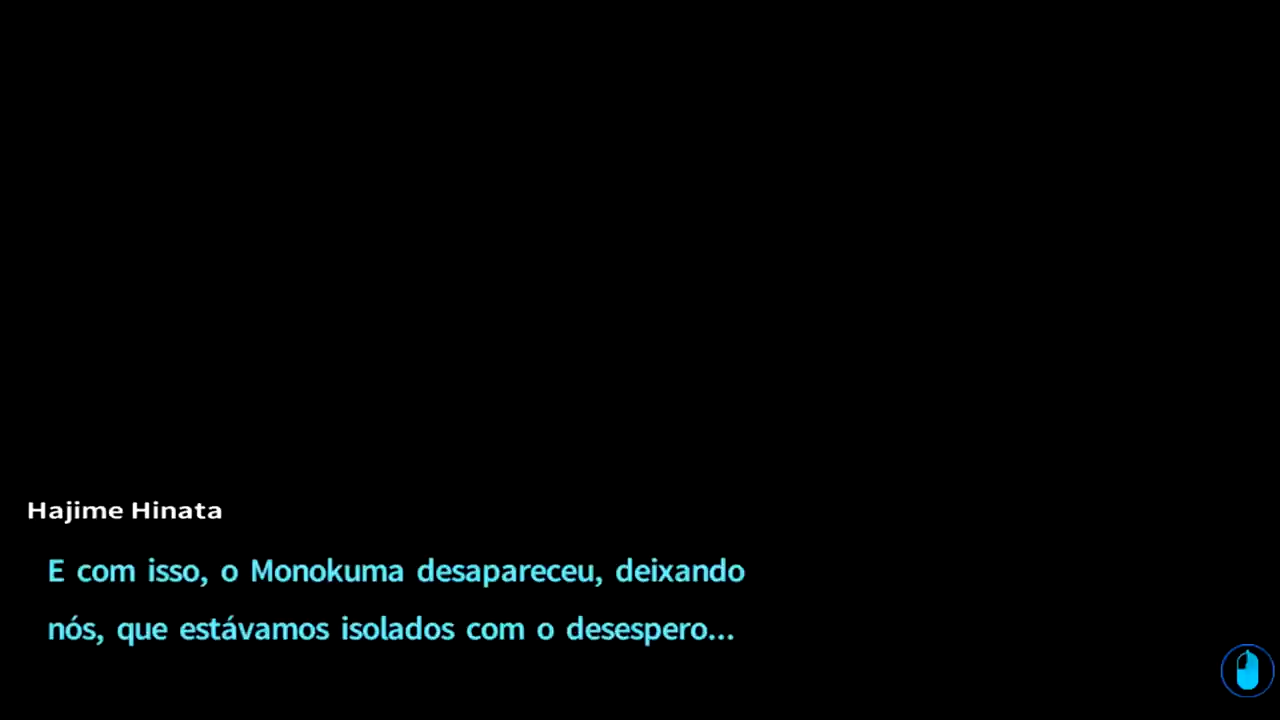 Hajime Hinata
E com isso, o Monokuma desapareceu, deixando
nós, que estávamos isolados com o desespero...